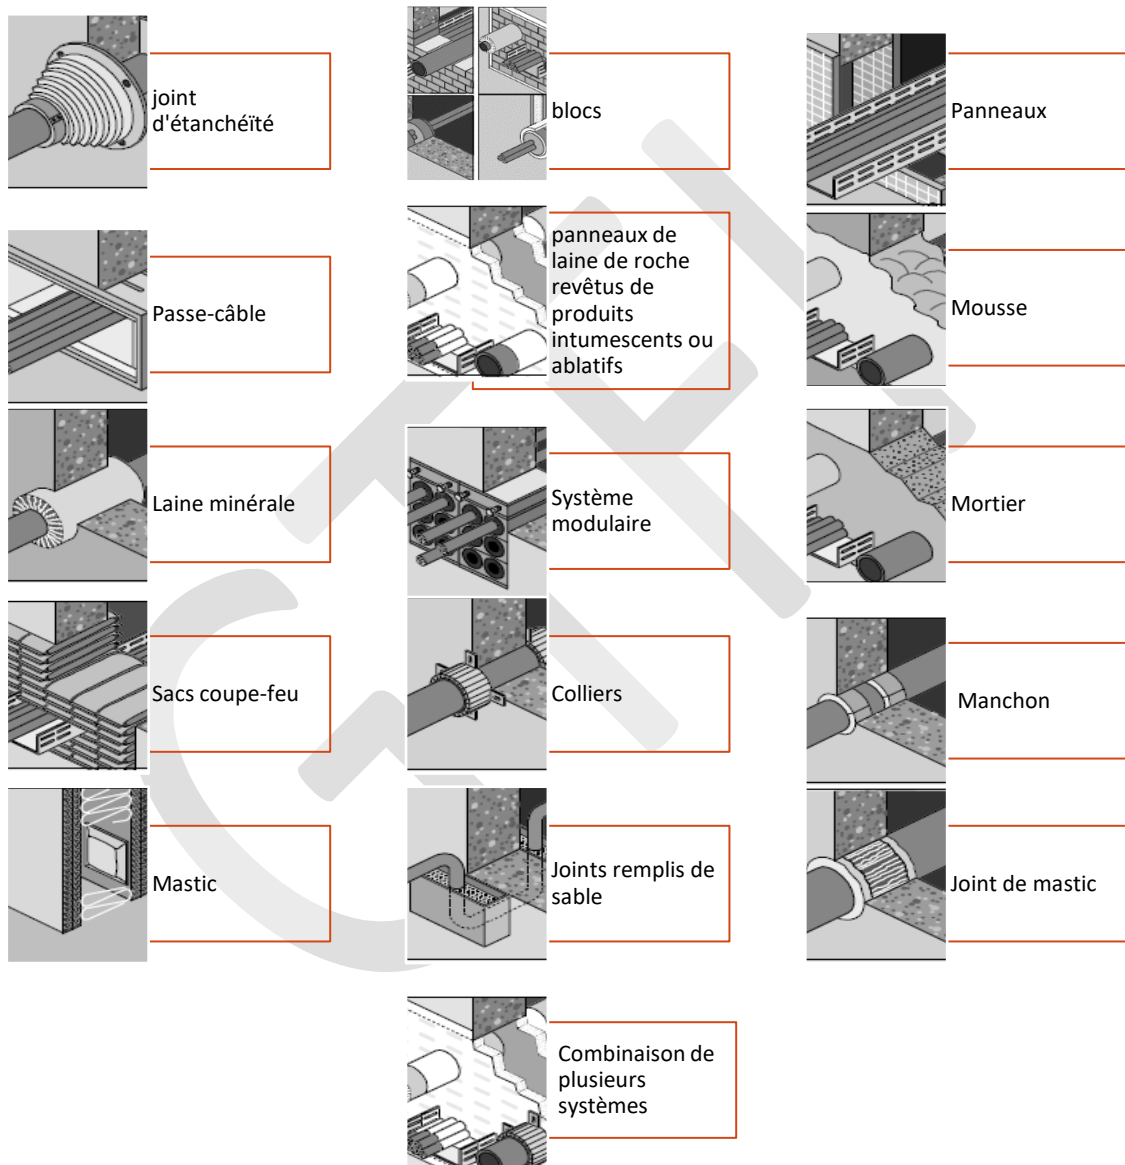 joint
d'étanchéïté
blocs
Panneaux
Passe-câble
panneaux de
laine de roche
revêtus de
produits
intumescents ou
ablatifs
Mousse
Laine minérale
Système
modulaire
Mortier
Sacs coupe-feu
Colliers
Manchon
Mastic
Joints remplis de
sable
Joint de mastic
Combinaison de
plusieurs
systèmes